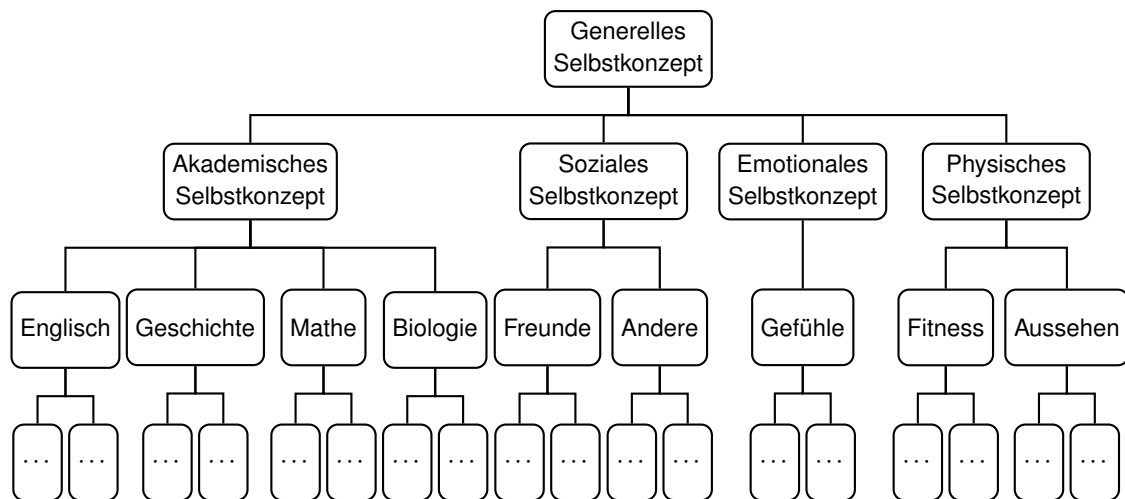 Generelles
Selbstkonzept
Akademisches
Selbstkonzept
Soziales
Selbstkonzept
Emotionales
Selbstkonzept
Physisches
Selbstkonzept
Englisch
Geschichte
Mathe
Biologie
Freunde
Andere
Gefühle
Fitness
Aussehen
... ... ... ... ... ... ... ... ... ... ... ... ... ... ... ... ... ...